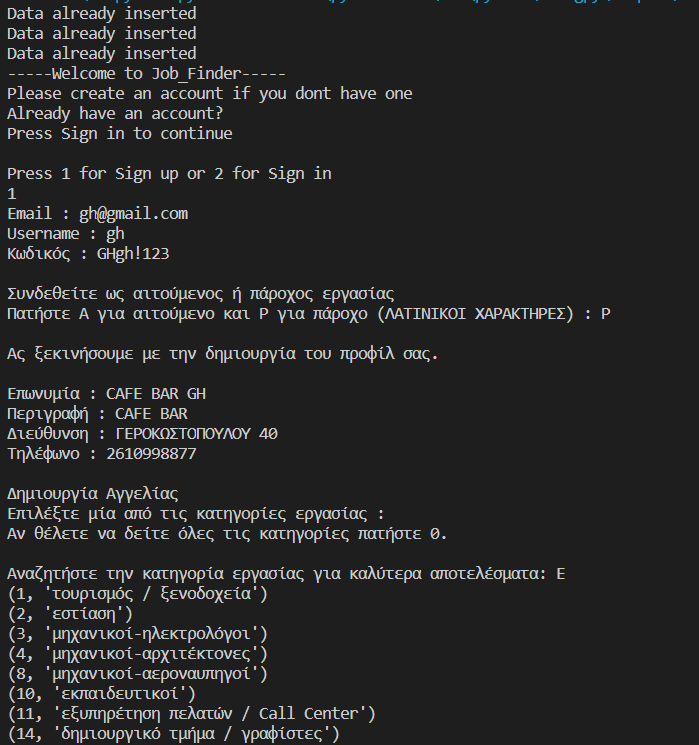 Data already inserted
Data already inserted
Data already inserted
-----Welcome to Job_Finder-----
Please create an account if you dont have one
Already have an account?
Press Sign in to continue
Press 1 for Sign up or 2 for Sign in
1
Email : gh@gmail.com
Username : gh
Κωδικός : GHgh!123
Συνδεθείτε ως αιτούμενος ή πάροχος εργασίας
Πατήστε A για αιτούμενο και P για πάροχο (ΛΑΤΙΝΙΚΟΙ ΧΑΡΑΚΤΗΡΕΣ) : P
Ας ξεκινήσουμε με την δημιουργία του προφίλ σας.
Επωνυμία : CAFE BAR GH
Περιγραφή : CAFE BAR
Διεύθυνση : ΓΕΡΟΚΩΣΤΟΠΟΥΛΟΥ 40
Τηλέφωνο : 2610998877
Δημιουργία Αγγελίας
Επιλέξτε μία από τις κατηγορίες εργασίας :
Αν θέλετε να δείτε όλες τις κατηγορίες πατήστε 0.
Αναζητήστε την κατηγορία εργασίας για καλύτερα αποτελέσματα: Ε
(1, 'τουρισμός / ξενοδοχεία')
(2, 'εστίαση')
(3, 'μηχανικοί-ηλεκτρολόγοι')
(4, 'μηχανικοί-αρχιτέκτονες')
(8, 'μηχανικοί-αεροναυπηγοί')
(10, 'εκπαιδευτικοί')
(11, 'εξυπηρέτηση πελατών / Call Center')
(14, 'δημιουργικό τμήμα / γραφίστες')